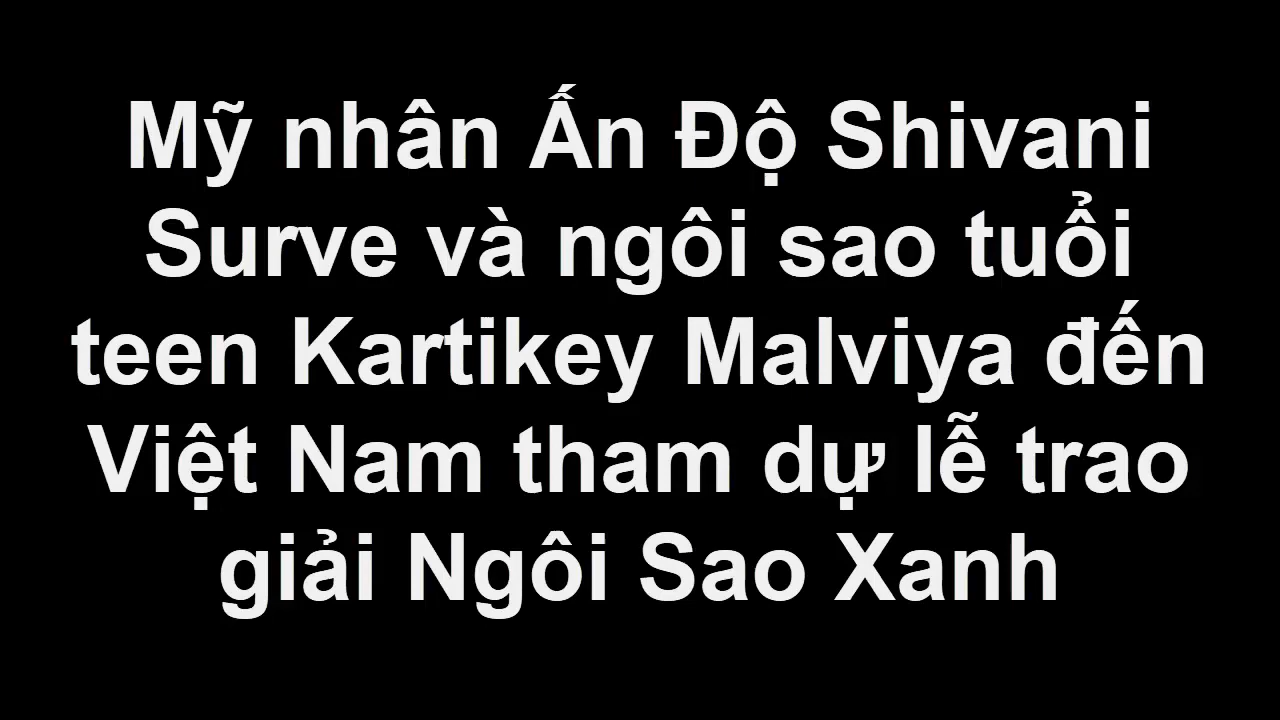 Mỹ nhân Ấn Độ Shivani
Surve và ngôi sao tuổi
teen Kartikey Malviya đến
Việt Nam tham dự lễ trao
giải Ngôi Sao Xanh